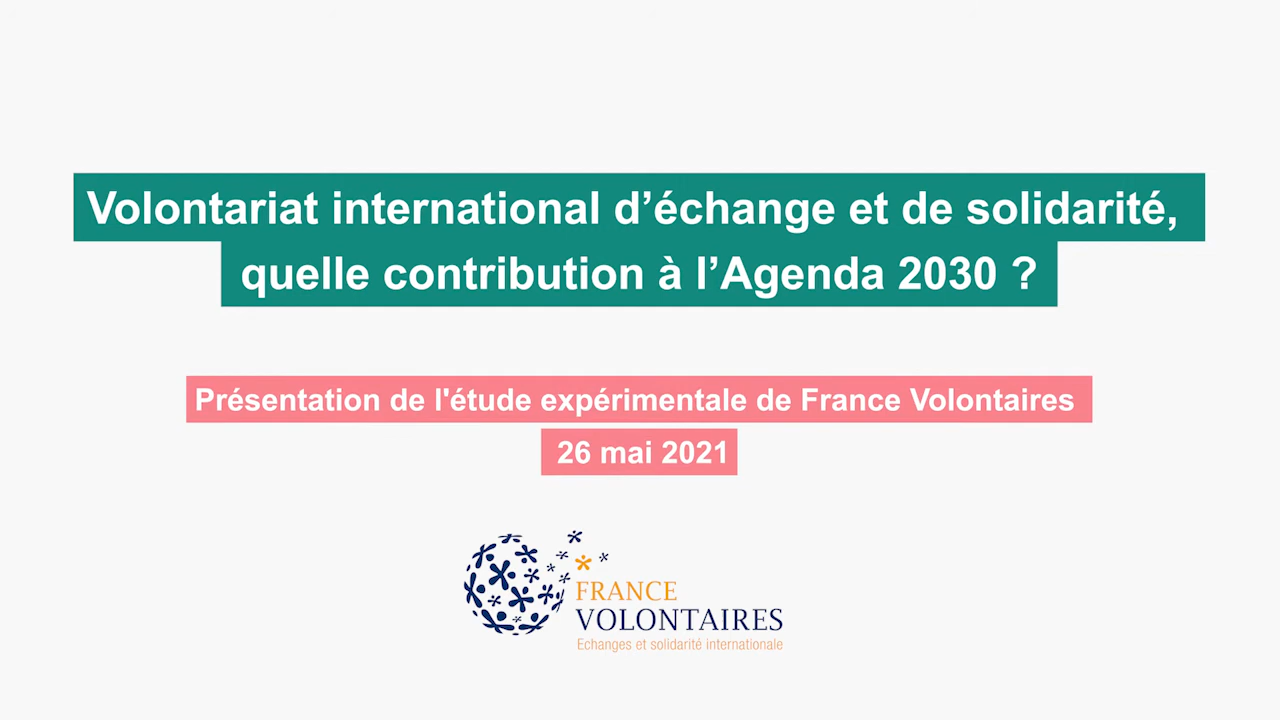 Volontariat international d’échange et de solidarité,
quelle contribution à l’Agenda 2030 ?
Présentation de l'étude expérimentale de France Volontaires
26 mai 2021
FRANCE
VOLONTAIRES
Echanges et solidarité internationale